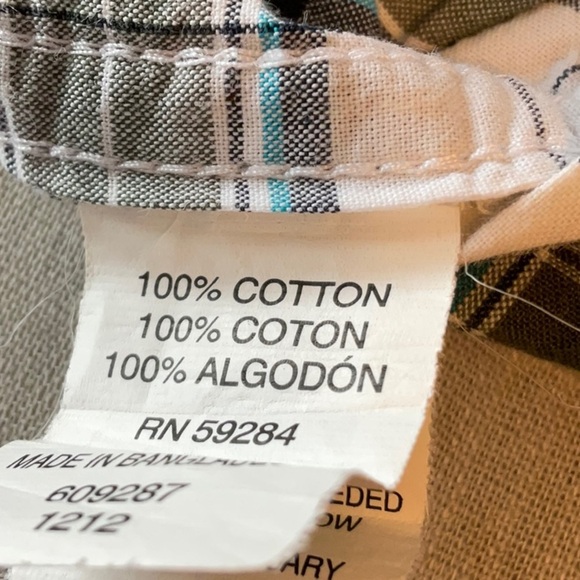 100% COTTON
100% COTON
100% ALGODÓN
RN 59284
MADE IN
609287
1212